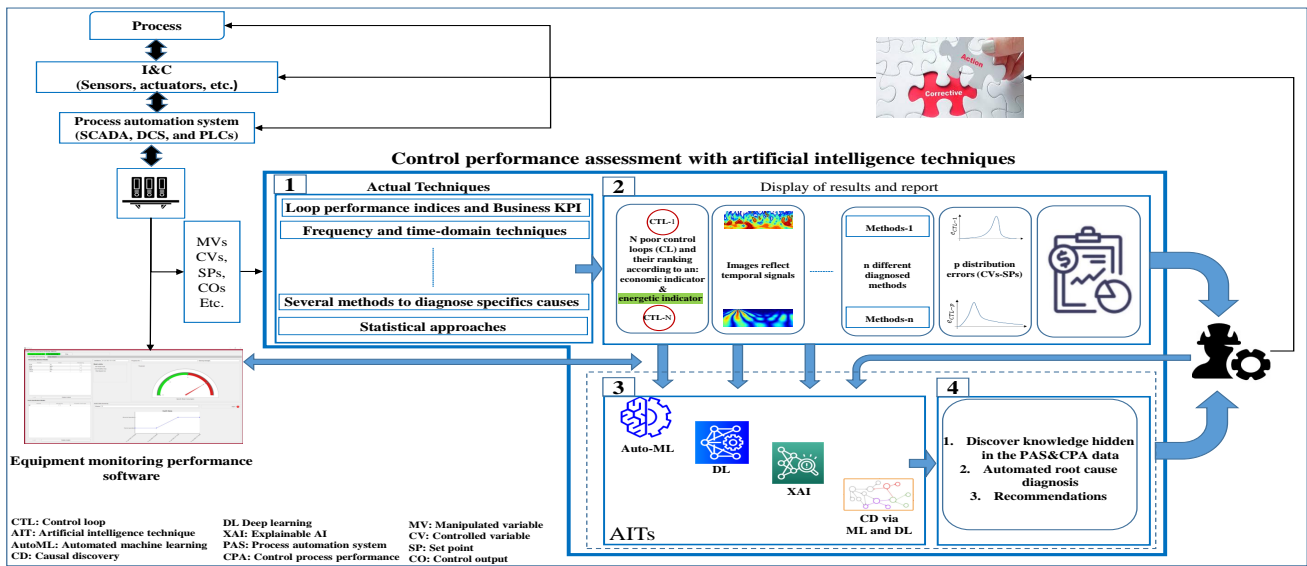 Process
I&C
(Sensors, actuators, etc.)
Process automation system
(SCADA, DCS, and PLCs)
Action
Corrective
Control performance assessment with artificial intelligence techniques
MVs
CVs,
SPs,
COs
Etc.
1
Actual Techniques
Loop performance indices and Business KPI
Frequency and time-domain techniques
Several methods to diagnose specifics causes
Statistical approaches
2
Display of results and report
CTL-1
N poor control
loops (CL) and
their ranking
according to an:
economic indicator
&
energetic indicator
CTL-N
Images reflect
temporal signals
Methods-1
n different
diagnosed
methods
Methods-n
eCTL-1
p distribution
errors (CVs-SPs)
eCTL-p
3
Auto-ML
DL
XAI
CD via
ML and DL
AITs
4
1. Discover knowledge hidden
in the PAS&CPA data
2. Automated root cause
diagnosis
3. Recommendations
Equipment monitoring performance
software
CTL: Control loop
AIT: Artificial intelligence technique
AutoML: Automated machine learning
CD: Causal discovery
DL Deep learning
XAI: Explainable AI
PAS: Process automation system
CPA: Control process performance
MV: Manipulated variable
CV: Controlled variable
SP: Set point
CO: Control output